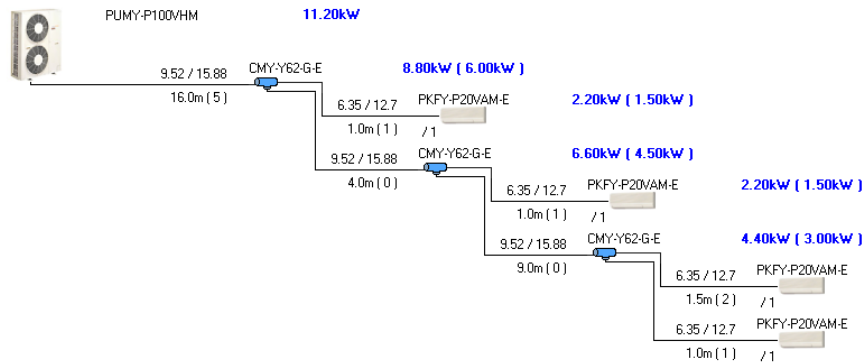 PUMY-P100VHM 11.20kW
9.52 / 15.88 CMY-Y62-G-E 8.80kW ( 6.00kW )
16.0m ( 5 )
6.35 / 12.7 PKFY-P20VAM-E 2.20kW ( 1.50kW )
1.0m ( 1 ) / 1
9.52 / 15.88 CMY-Y62-G-E 6.60kW ( 4.50kW )
4.0m ( 0 )
6.35 / 12.7 PKFY-P20VAM-E 2.20kW ( 1.50kW )
1.0m ( 1 ) / 1
9.52 / 15.88 CMY-Y62-G-E 4.40kW ( 3.00kW )
9.0m ( 0 )
6.35 / 12.7 PKFY-P20VAM-E
1.5m ( 2 ) / 1
6.35 / 12.7 PKFY-P20VAM-E
1.0m ( 1 ) / 1